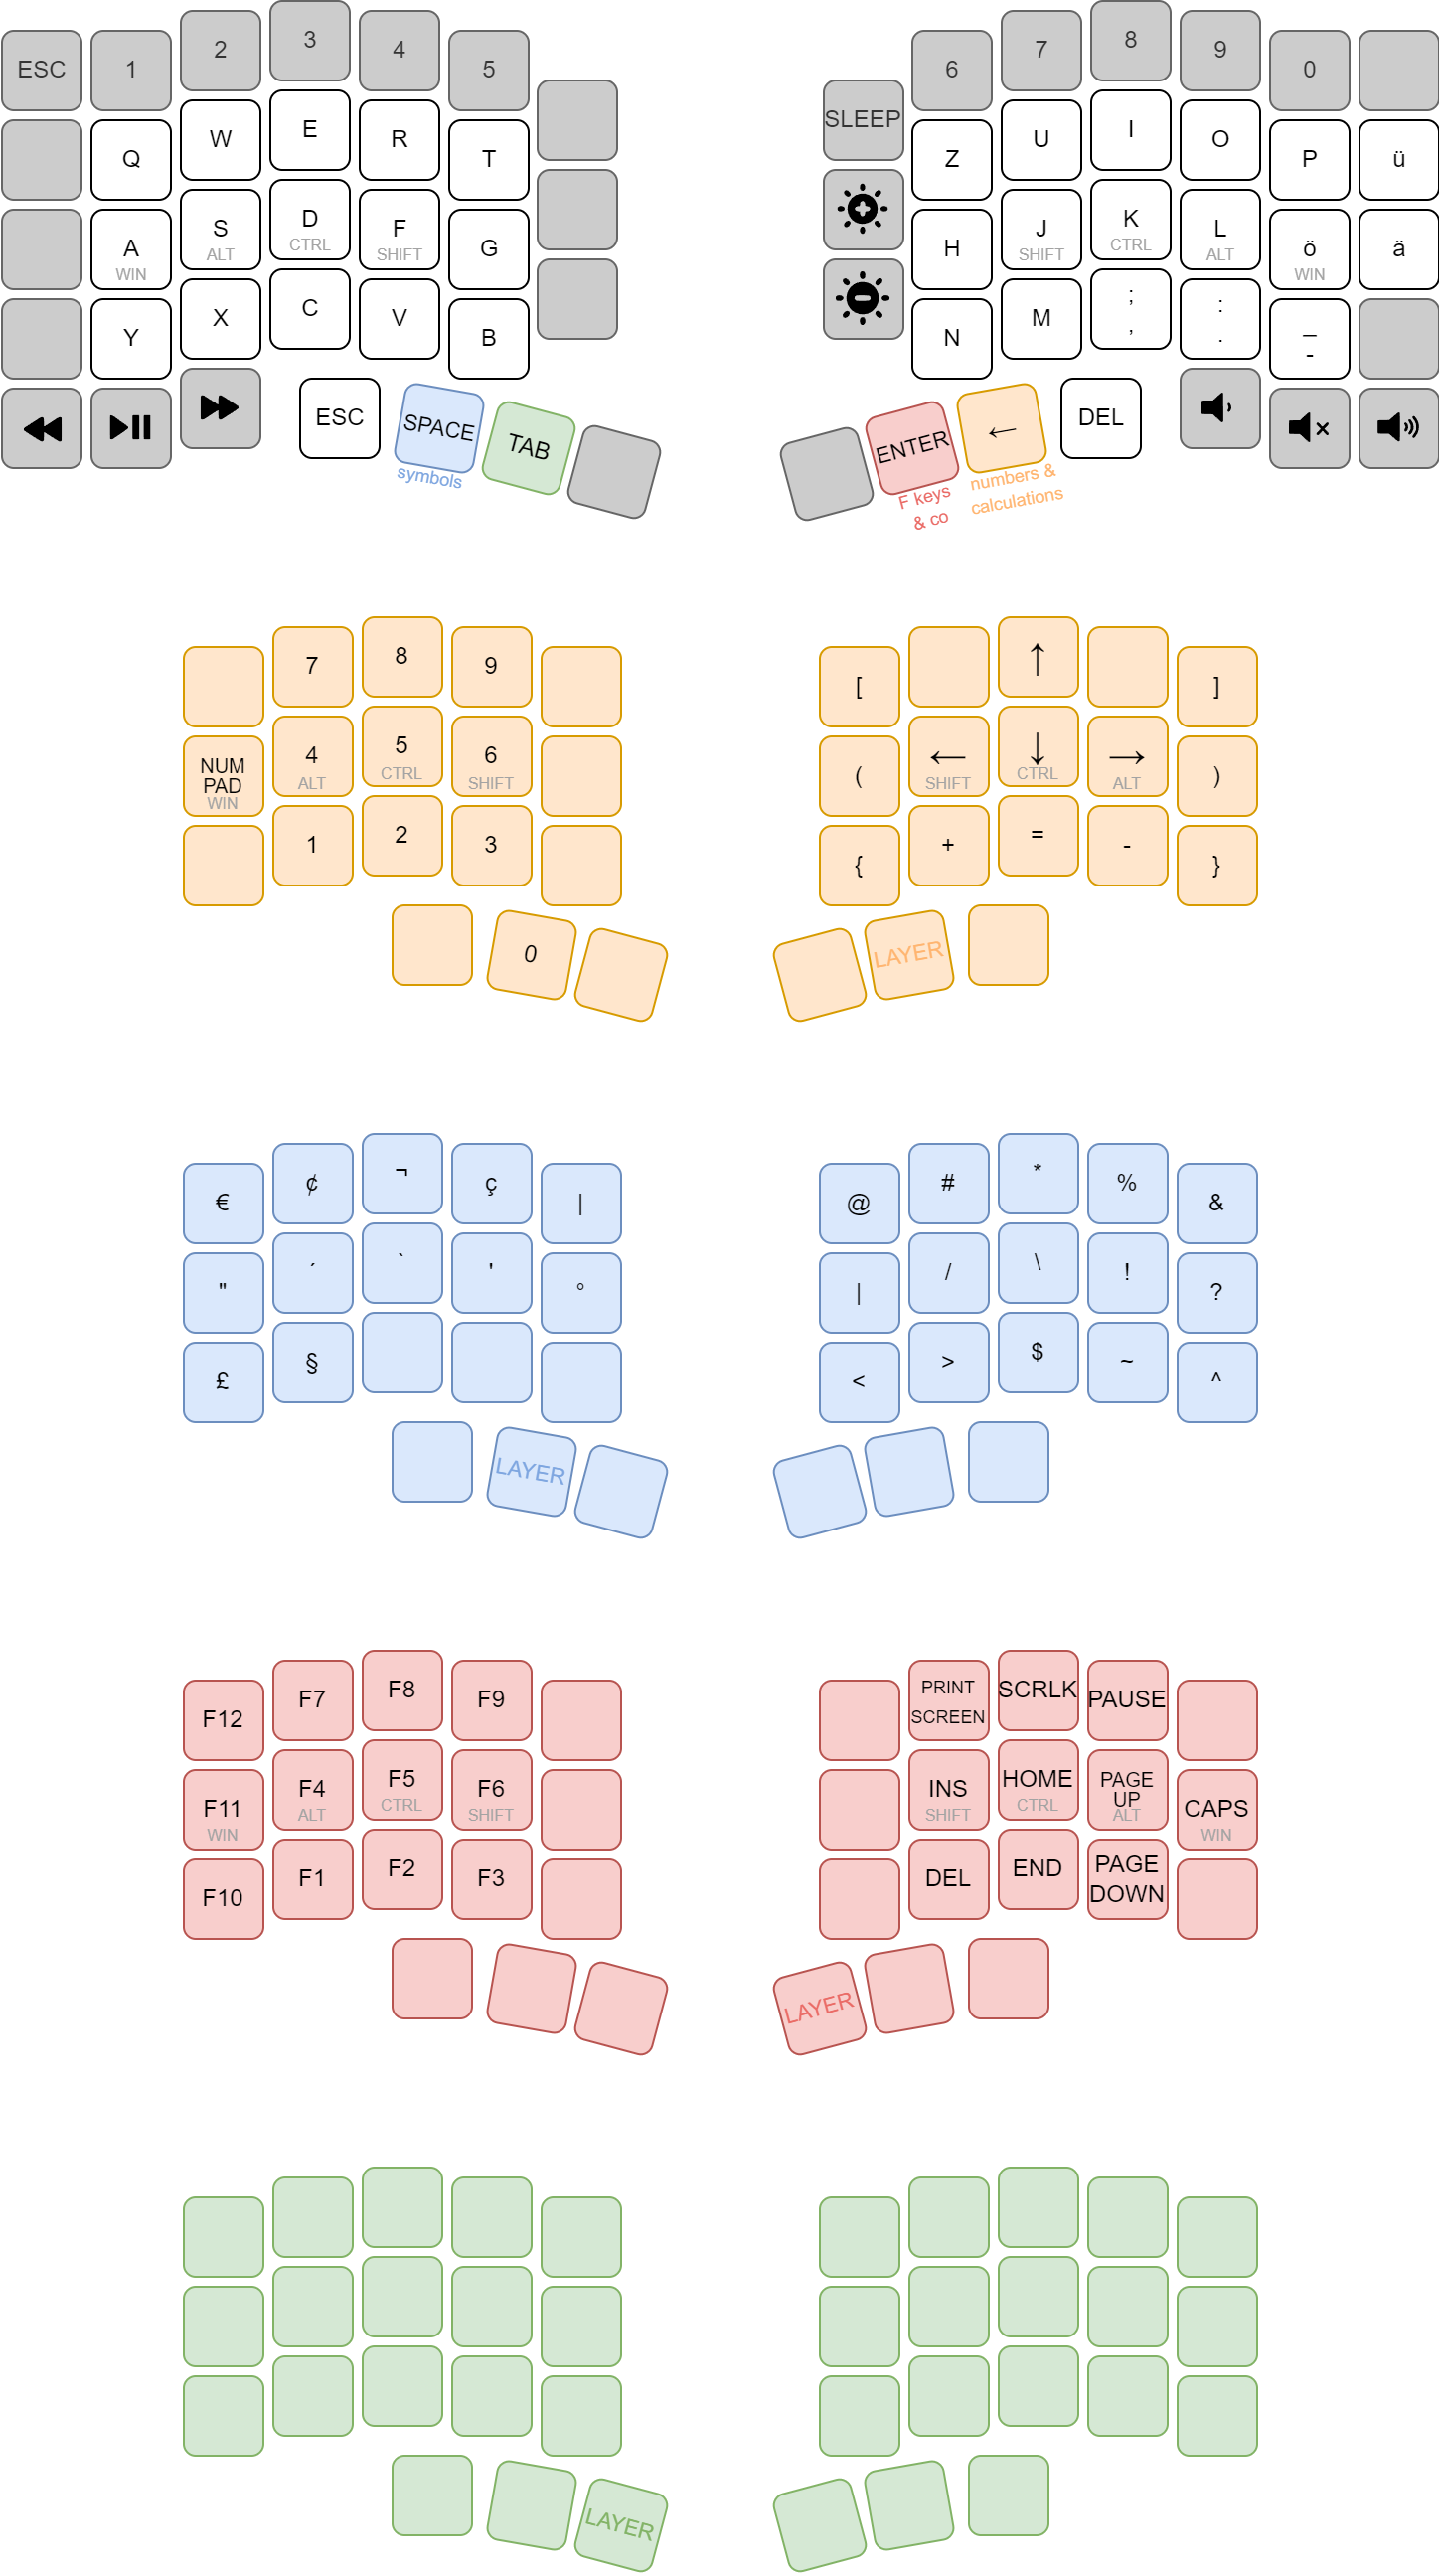 ESC 1 2 3 4 5
6 7 8 9 0
SLEEP
Q W E R T
Z U I O P ü
A S D F G
WIN ALT CTRL SHIFT
H J K L ö ä
SHIFT CTRL ALT WIN
Y X C V B
N M ; : _
, . -
ESC SPACE TAB
symbols
ENTER ← DEL
F keys
& co
numbers &
calculations
7 8 9
[ ↑ ]
NUM
PAD 4 5 6
WIN ALT CTRL SHIFT
( ← ↓ → )
SHIFT CTRL ALT
1 2 3
{ + = - }
0
LAYER
€ ¢ ¬ ç |
@ # * % &
" ´ ` ' °
| / \ ! ?
£ §
< > $ ~ ^
LAYER
F12 F7 F8 F9
PRINT
SCREEN SCRLK PAUSE
F11 F4 F5 F6
WIN ALT CTRL SHIFT
INS HOME PAGE
UP CAPS
SHIFT CTRL ALT WIN
F10 F1 F2 F3
DEL END PAGE
DOWN
LAYER
LAYER